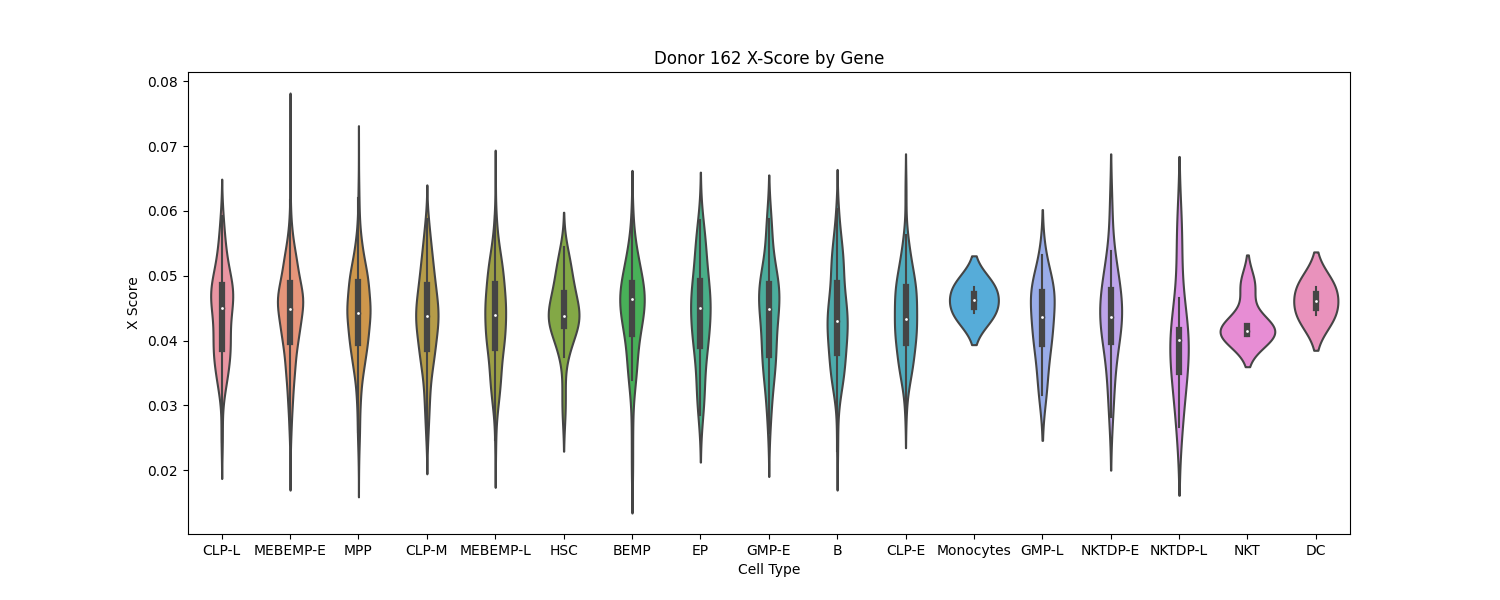 Donor 162 X-Score by Gene
0.08
0.07
0.06
0.05
0.04
0.03
0.02
X Score
CLP-L MEBEMP-E MPP CLP-M MEBEMP-L HSC BEMP EP GMP-E B CLP-E Monocytes GMP-L NKTDP-E NKTDP-L NKT DC
Cell Type